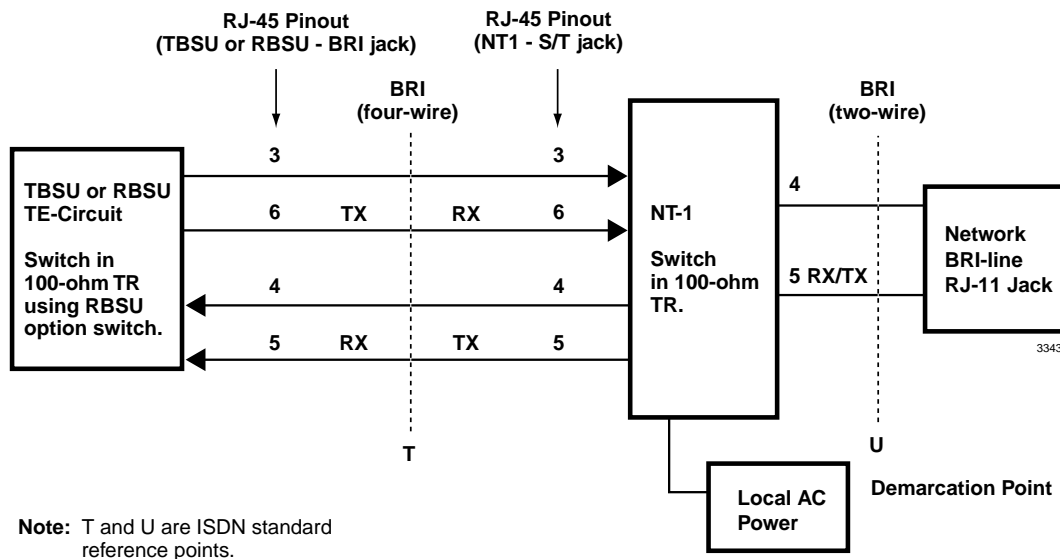 RJ-45 Pinout
(TBSU or RBSU - BRI jack)
RJ-45 Pinout
(NT1 - S/T jack)
BRI
(four-wire)
BRI
(two-wire)
TBSU or RBSU
TE-Circuit
Switch in
100-ohm TR
using RBSU
option switch.
3
3
6 TX RX 6
4
4
5 RX TX 5
NT-1
Switch
in 100-ohm
TR.
4
5 RX/TX
Network
BRI-line
RJ-11 Jack
3343
T
U
Local AC
Power
Demarcation Point
Note: T and U are ISDN standard
reference points.